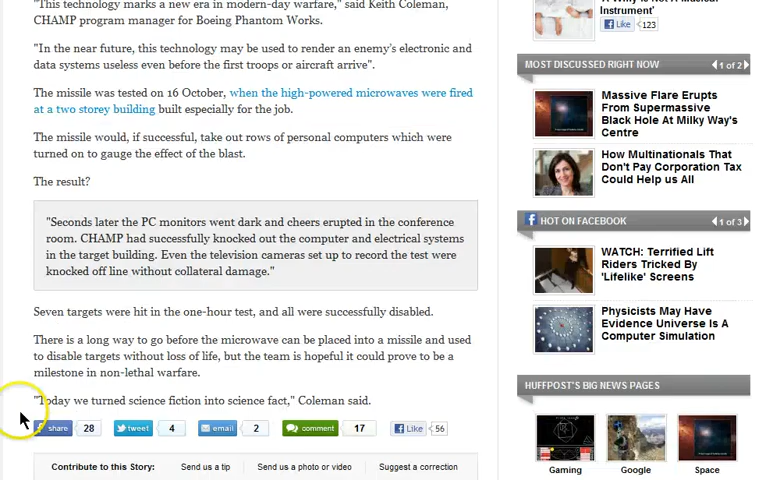 "This technology marks a new era in modern-day warfare," said Keith Coleman,
CHAMP program manager for Boeing Phantom Works.
"In the near future, this technology may be used to render an enemy's electronic and
data systems useless even before the first troops or aircraft arrive".
The missile was tested on 16 October, when the high-powered microwaves were fired
at a two storey building built especially for the job.
The missile would, if successful, take out rows of personal computers which were
turned on to gauge the effect of the blast.
The result?
"Seconds later the PC monitors went dark and cheers erupted in the conference
room. CHAMP had successfully knocked out the computer and electrical systems
in the target building. Even the television cameras set up to record the test were
knocked off line without collateral damage."
Seven targets were hit in the one-hour test, and all were successfully disabled.
There is a long way to go before the microwave can be placed into a missile and used
to disable targets without loss of life, but the team is hopeful it could prove to be a
milestone in non-lethal warfare.
"Today we turned science fiction into science fact," Coleman said.
share 28 tweet 4 email 2 comment 17 Like 56
Contribute to this Story: Send us a tip Send us a photo or video Suggest a correction
Instrument'
Like 123
MOST DISCUSSED RIGHT NOW 1 of 2
Massive Flare Erupts
From Supermassive
Black Hole At Milky Way's
Centre
How Multinationals That
Don't Pay Corporation Tax
Could Help us All
HOT ON FACEBOOK 1 of 3
WATCH: Terrified Lift
Riders Tricked By
'Lifelike' Screens
Physicists May Have
Evidence Universe Is A
Computer Simulation
HUFFPOST'S BIG NEWS PAGES
Gaming Google Space